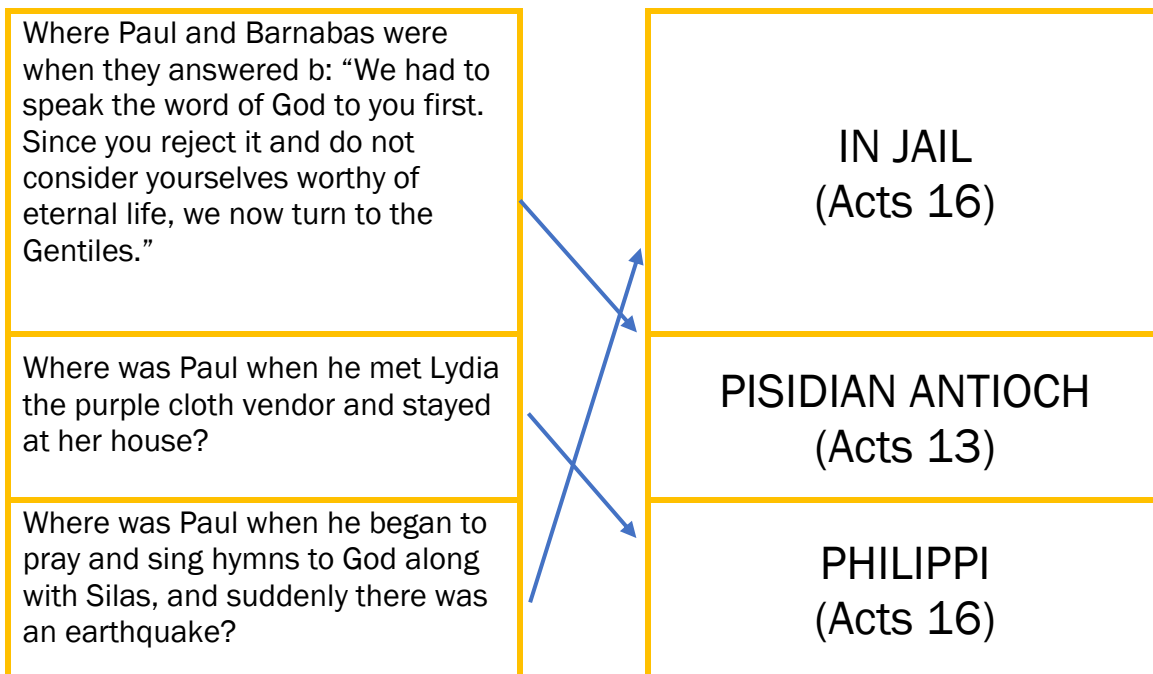 Where Paul and Barnabas were
when they answered b: “We had to
speak the word of God to you first.
Since you reject it and do not
consider yourselves worthy of
eternal life, we now turn to the
Gentiles.”
IN JAIL
(Acts 16)
Where was Paul when he met Lydia
the purple cloth vendor and stayed
at her house?
PISIDIAN ANTIOCH
(Acts 13)
Where was Paul when he began to
pray and sing hymns to God along
with Silas, and suddenly there was
an earthquake?
PHILIPPI
(Acts 16)